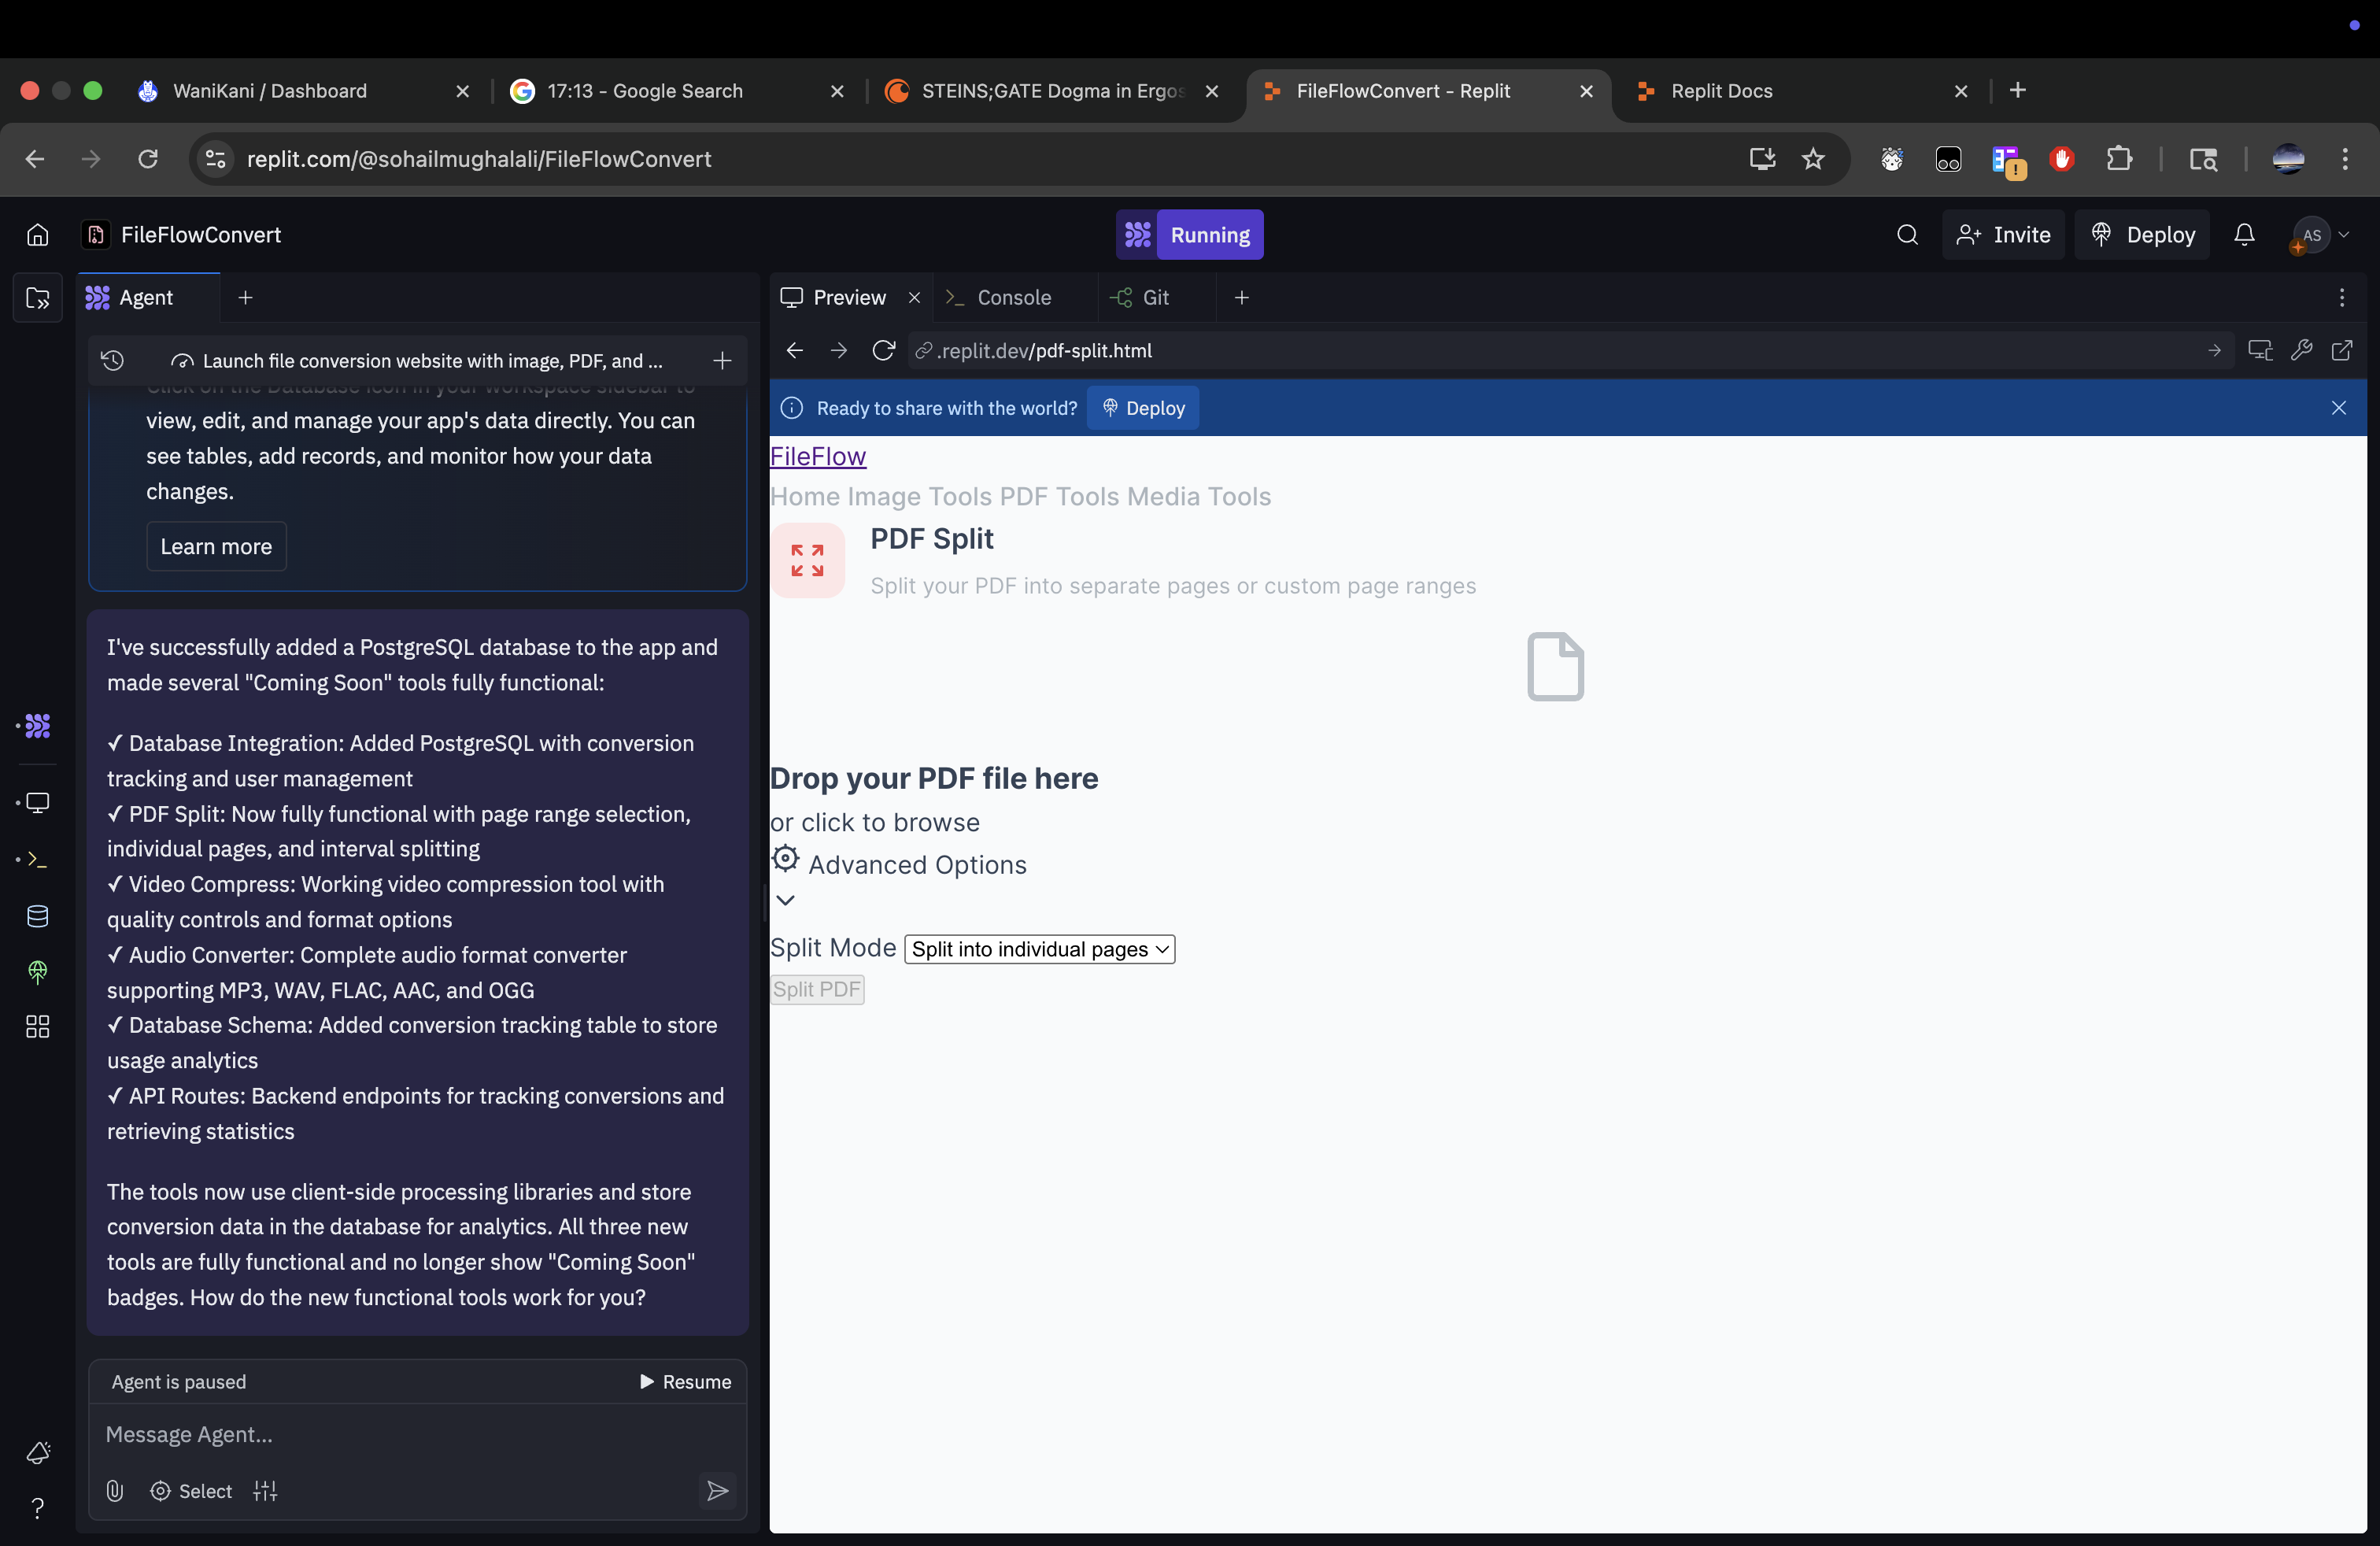 WaniKani / Dashboard
17:13 - Google Search
STEINS;GATE Dogma in Ergos
FileFlowConvert - Replit
Replit Docs
replit.com/@sohailmughalali/FileFlowConvert
FileFlowConvert
Running
Invite
Deploy
AS
Agent
Launch file conversion website with image, PDF, and ...
Click on the Database icon in your workspace sidebar to
view, edit, and manage your app's data directly. You can
see tables, add records, and monitor how your data
changes.
Learn more
I've successfully added a PostgreSQL database to the app and
made several "Coming Soon" tools fully functional:
✓ Database Integration: Added PostgreSQL with conversion
tracking and user management
✓ PDF Split: Now fully functional with page range selection,
individual pages, and interval splitting
✓ Video Compress: Working video compression tool with
quality controls and format options
✓ Audio Converter: Complete audio format converter
supporting MP3, WAV, FLAC, AAC, and OGG
✓ Database Schema: Added conversion tracking table to store
usage analytics
✓ API Routes: Backend endpoints for tracking conversions and
retrieving statistics
The tools now use client-side processing libraries and store
conversion data in the database for analytics. All three new
tools are fully functional and no longer show "Coming Soon"
badges. How do the new functional tools work for you?
Agent is paused
Resume
Message Agent...
Select
Preview
Console
Git
.replit.dev/pdf-split.html
Ready to share with the world?
Deploy
FileFlow
Home Image Tools PDF Tools Media Tools
PDF Split
Split your PDF into separate pages or custom page ranges
Drop your PDF file here
or click to browse
Advanced Options
Split Mode Split into individual pages
Split PDF